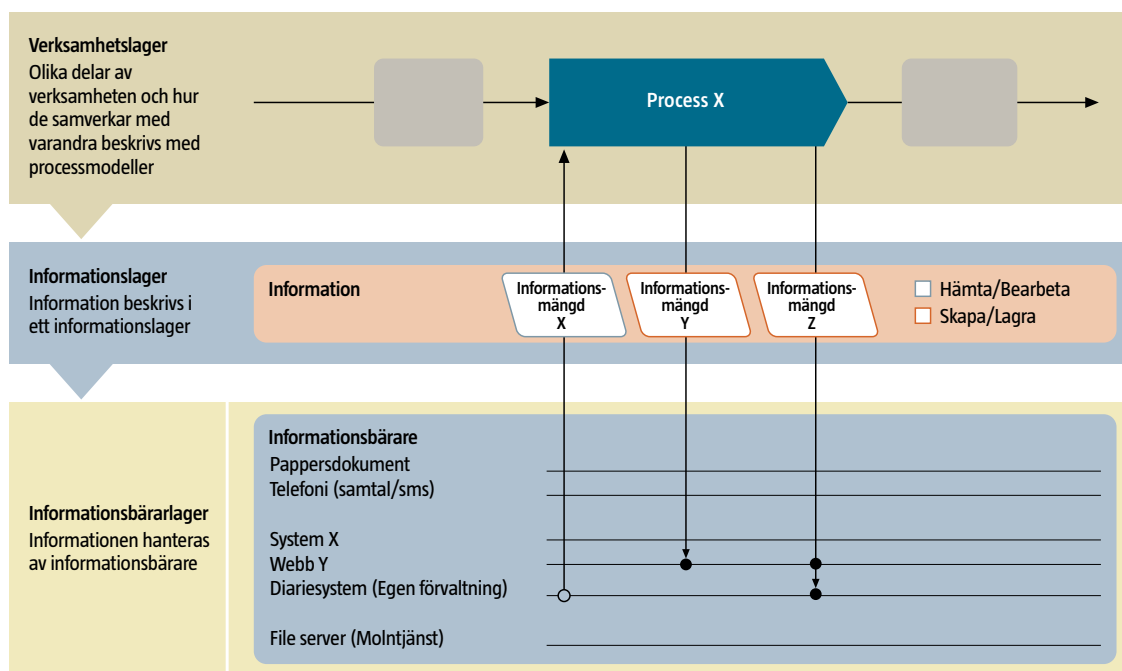 Verksamhetslager
Olika delar av
verksamheten och hur
de samverkar med
varandra beskrivs med
processmodeller
Process X
Informationslager
Information beskrivs i
ett informationslager
Information
Informations-
mängd
X
Informations-
mängd
Y
Informations-
mängd
Z
Hämta/Bearbeta
Skapa/Lagra
Informationsbärarlager
Informationen hanteras
av informationsbärare
Informationsbärare
Pappersdokument
Telefoni (samtal/sms)
System X
Webb Y
Diariesystem (Egen förvaltning)
File server (Molntjänst)